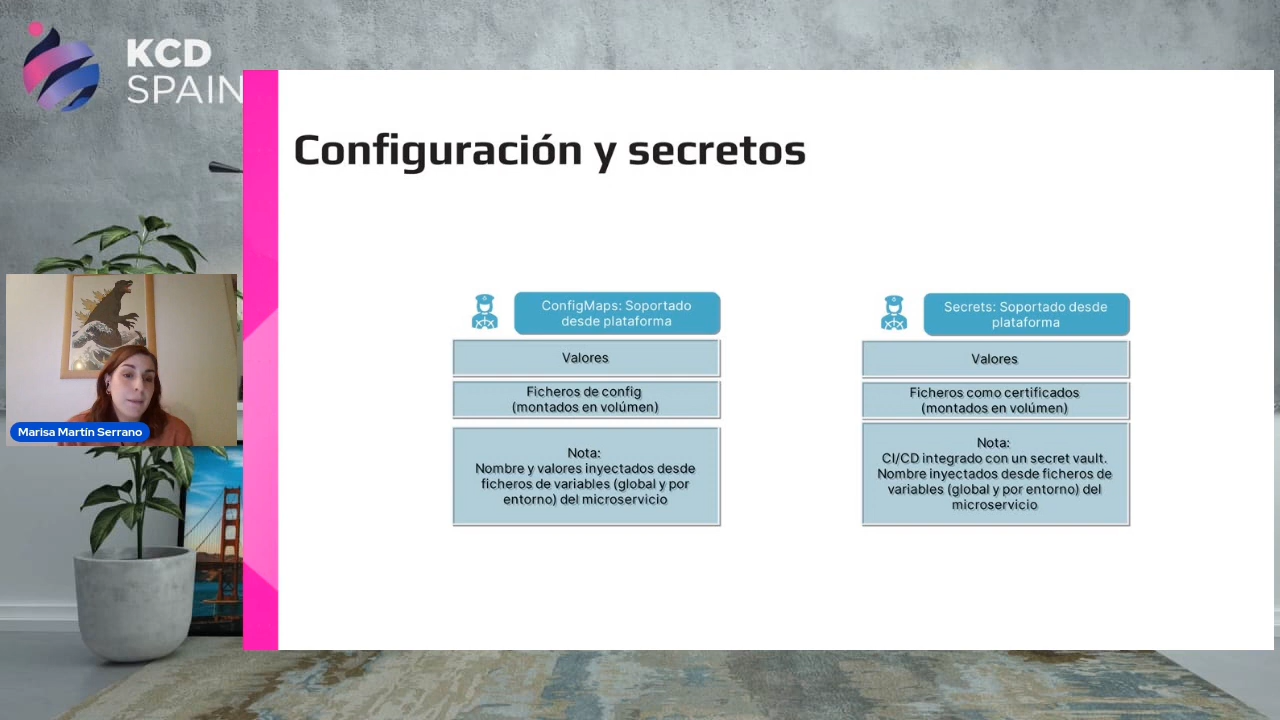 KCD
SPAIN
Configuración y secretos
ConfigMaps: Soportado
desde plataforma
Valores
Ficheros de config
(montados en volúmen)
Nota:
Nombre y valores inyectados desde
ficheros de variables (global y por
entorno) del microservicio
Secrets: Soportado desde
plataforma
Valores
Ficheros como certificados
(montados en volúmen)
Nota:
CI/CD integrado con un secret vault.
Nombre inyectados desde ficheros de
variables (global y por entorno) del
microservicio
Marisa Martín Serrano